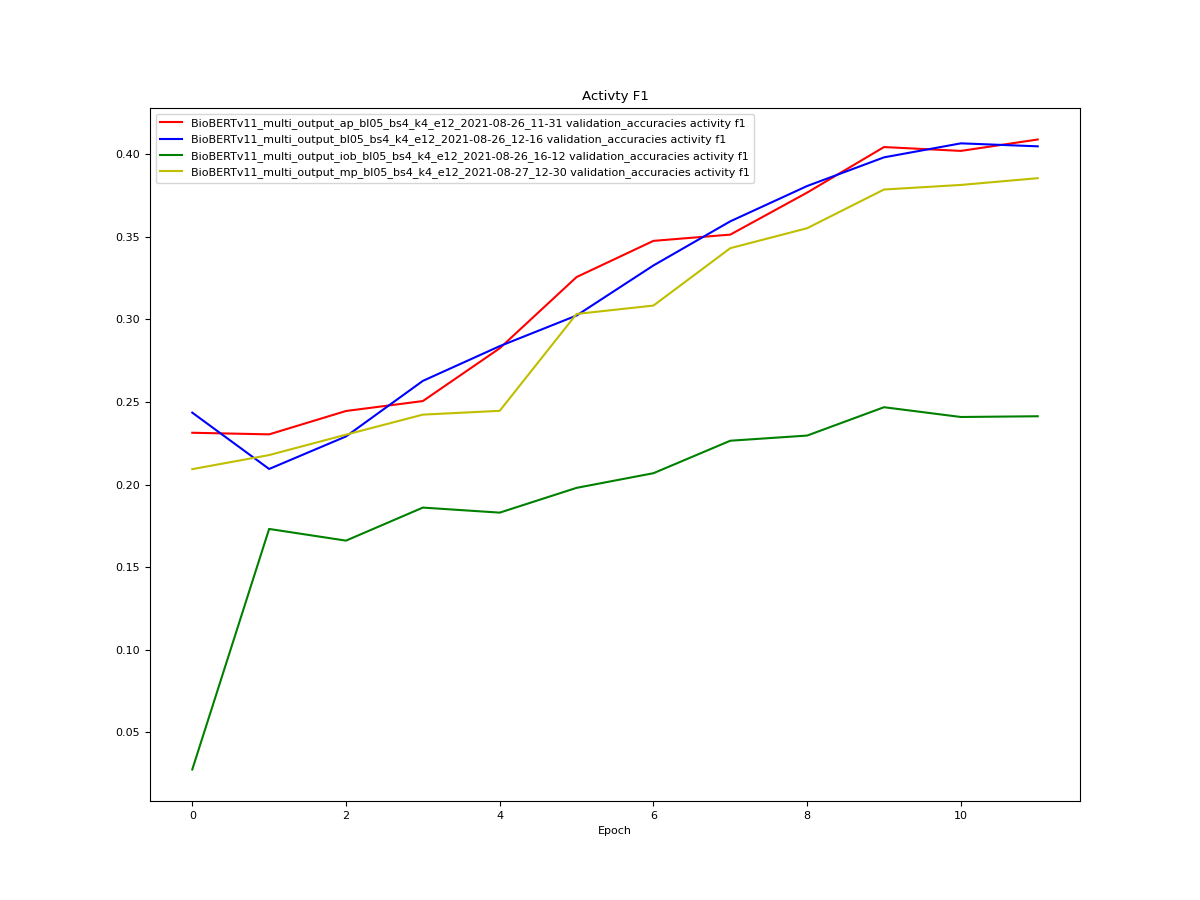 Activty F1
BioBERTv11_multi_output_ap_bl05_bs4_k4_e12_2021-08-26_11-31 validation_accuracies activity f1
BioBERTv11_multi_output_bl05_bs4_k4_e12_2021-08-26_12-16 validation_accuracies activity f1
BioBERTv11_multi_output_iob_bl05_bs4_k4_e12_2021-08-26_16-12 validation_accuracies activity f1
BioBERTv11_multi_output_mp_bl05_bs4_k4_e12_2021-08-27_12-30 validation_accuracies activity f1
0.40
0.35
0.30
0.25
0.20
0.15
0.10
0.05
0 2 4 6 8 10
Epoch